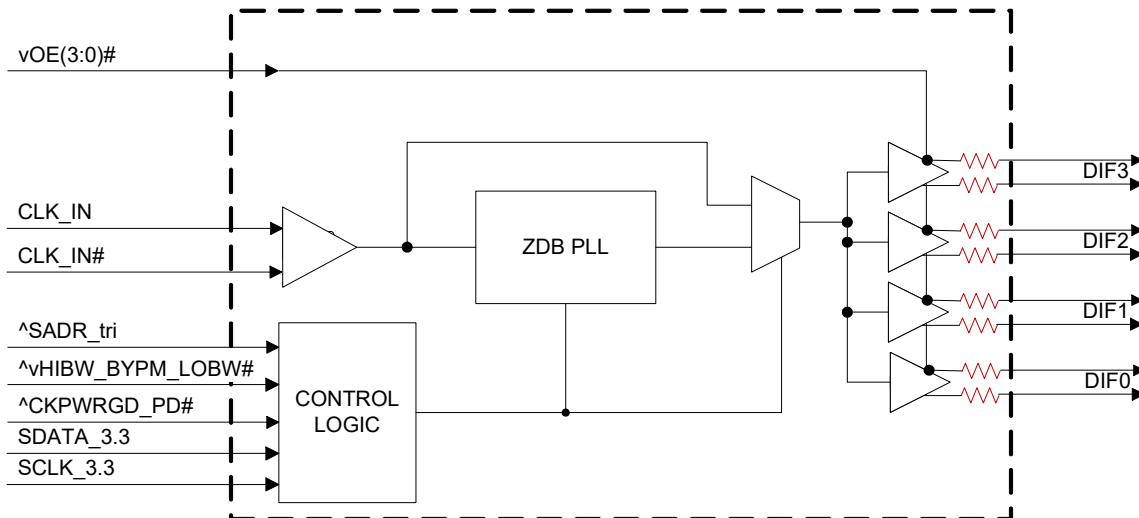 vOE(3:0)#
CLK_IN
CLK_IN#
ZDB PLL
^SADR_tri
^vHIBW_BYPM_LOBW#
^CKPWRGD_PD#
SDATA_3.3
SCLK_3.3
CONTROL
LOGIC
DIF3
DIF2
DIF1
DIF0